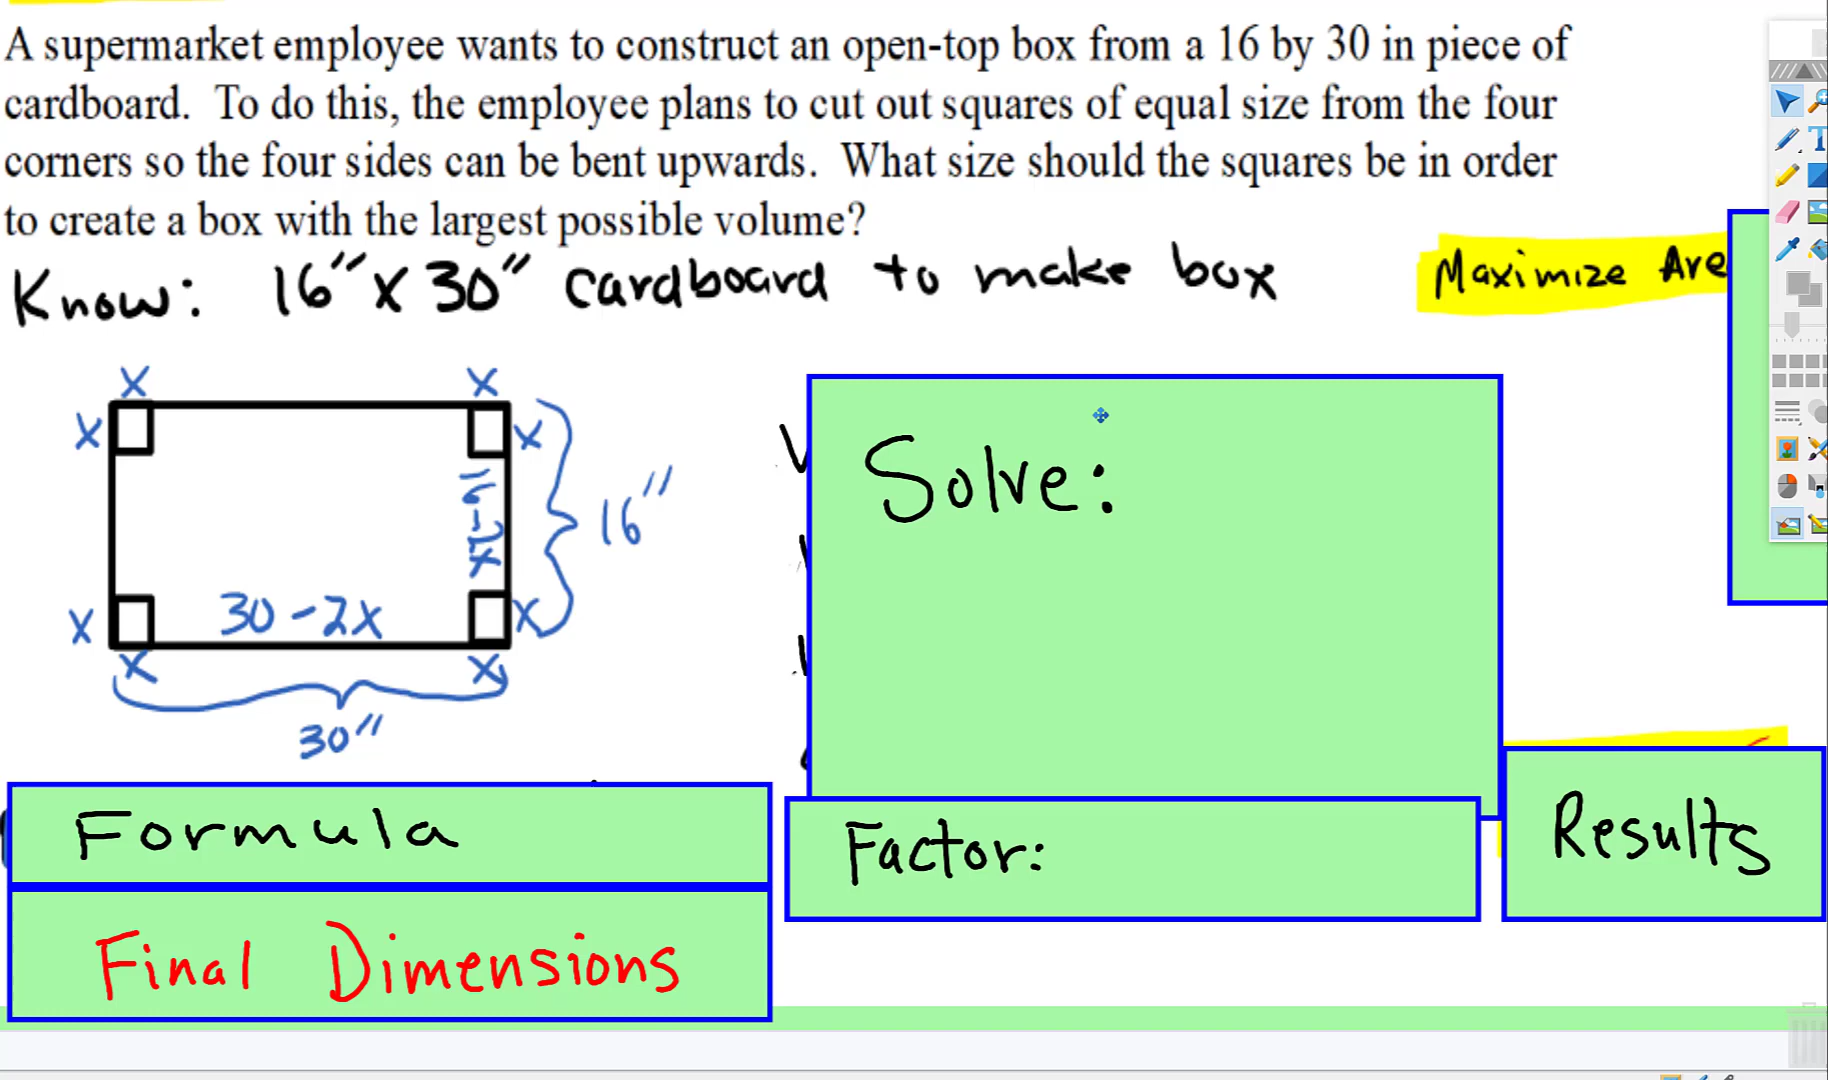 A supermarket employee wants to construct an open-top box from a 16 by 30 in piece of
cardboard. To do this, the employee plans to cut out squares of equal size from the four
corners so the four sides can be bent upwards. What size should the squares be in order
to create a box with the largest possible volume?
Know: 16" x 30" cardboard to make box
Maximize Are
x x
x x
16-2x
16"
30-2x
x x
x x
30"
Solve:
Formula
Factor:
Results
Final Dimensions